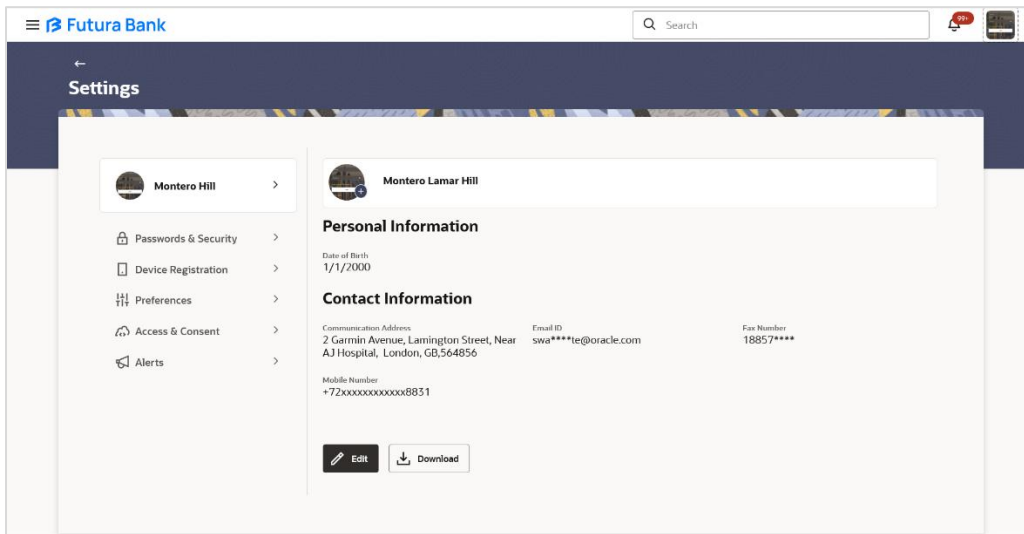 Futura Bank
Search
99+
Settings
Montero Hill
Passwords & Security
Device Registration
Preferences
Access & Consent
Alerts
Montero Lamar Hill
Personal Information
Date of Birth
1/1/2000
Contact Information
Communication Address
2 Garmin Avenue, Lamington Street, Near
AJ Hospital, London, GB,564856
Email ID
swa****te@oracle.com
Fax Number
18857****
Mobile Number
+72xxxxxxxxxxxx8831
Edit
Download